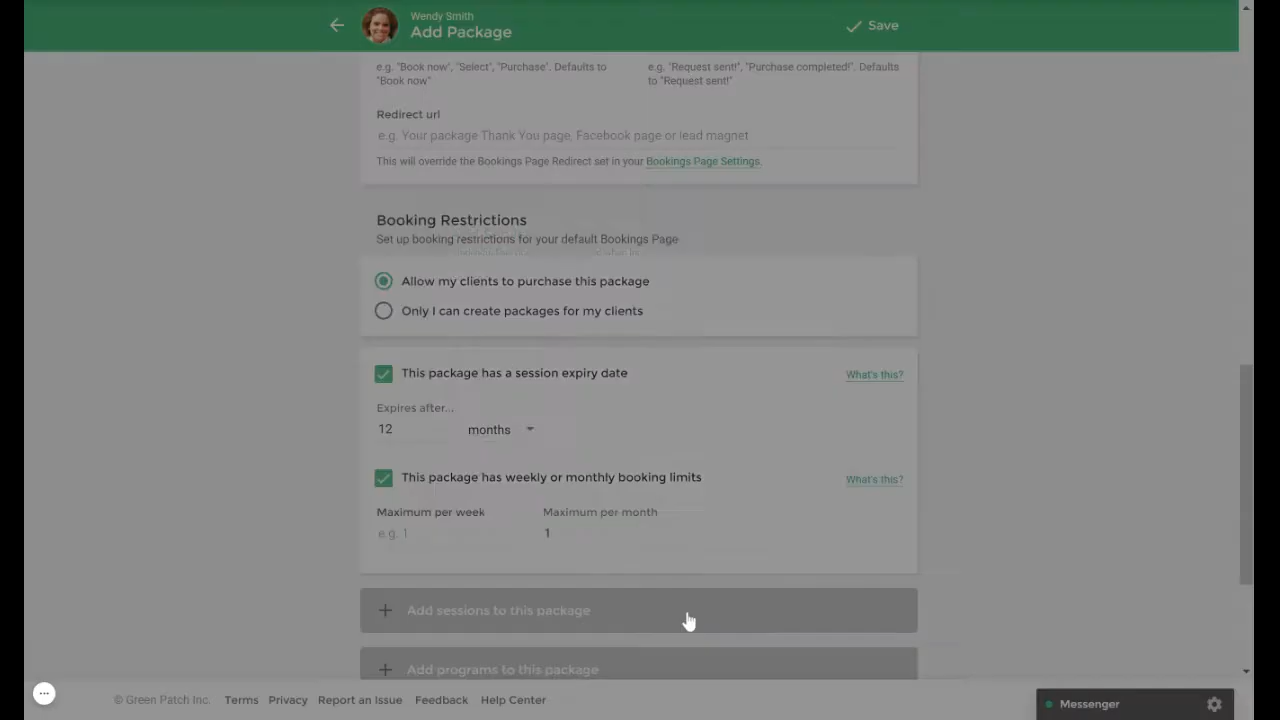 Wendy Smith
Add Package
Save
e.g. "Book now", "Select", "Purchase". Defaults to "Book now"
e.g. "Request sent!", "Purchase completed!". Defaults to "Request sent!"
Redirect url
e.g. Your package Thank You page, Facebook page or lead magnet
This will override the Bookings Page Redirect set in your Bookings Page Settings.
Booking Restrictions
Set up booking restrictions for your default Bookings Page
Allow my clients to purchase this package
Only I can create packages for my clients
This package has a session expiry date
What's this?
Expires after...
12 months
This package has weekly or monthly booking limits
What's this?
Maximum per week Maximum per month
e.g. 1 1
+ Add sessions to this package
+ Add programs to this package
© Green Patch Inc. Terms Privacy Report an Issue Feedback Help Center
Messenger